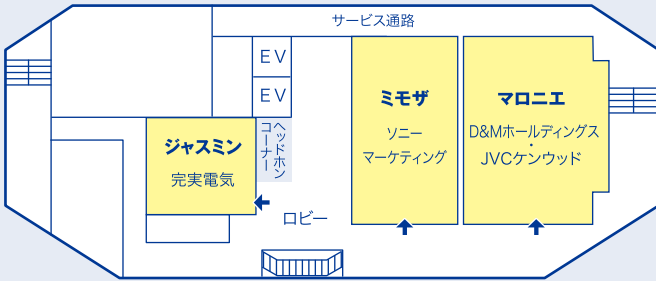 サービス通路
EV
EV
ヘッドホン
コーナー
ジャスミン
完実電気
ロビー
ミモザ
ソニー
マーケティング
マロニエ
D&Mホールディングス
・
JVCケンウッド